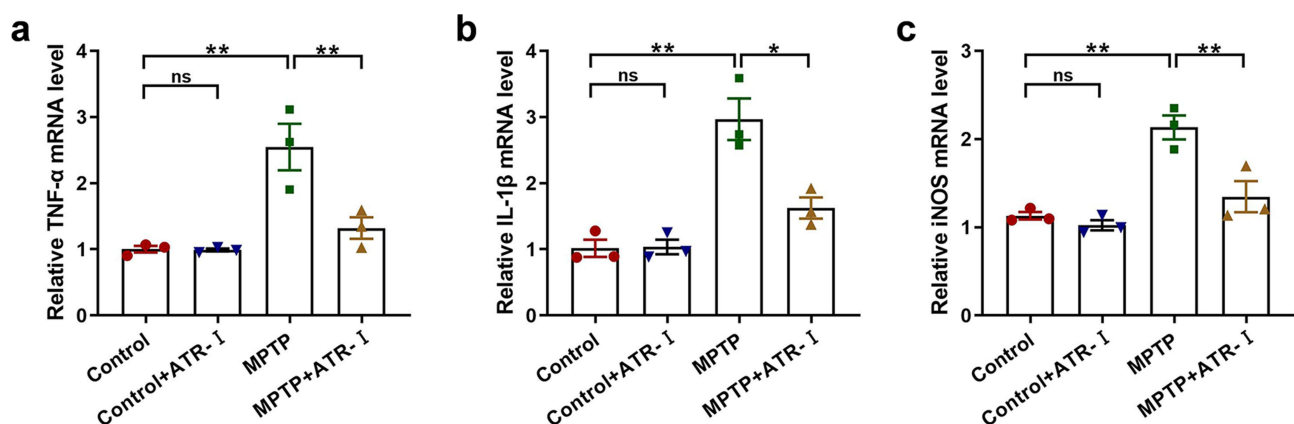 a
Relative TNF-α mRNA level
4
3
2
1
0
**
**
ns
Control
Control+ATR-Ⅰ
MPTP
MPTP+ATR-Ⅰ
b
Relative IL-1β mRNA level
4
3
2
1
0
**
*
ns
Control
Control+ATR-Ⅰ
MPTP
MPTP+ATR-Ⅰ
c
Relative iNOS mRNA level
3
2
1
0
**
**
ns
Control
Control+ATR-Ⅰ
MPTP
MPTP+ATR-Ⅰ